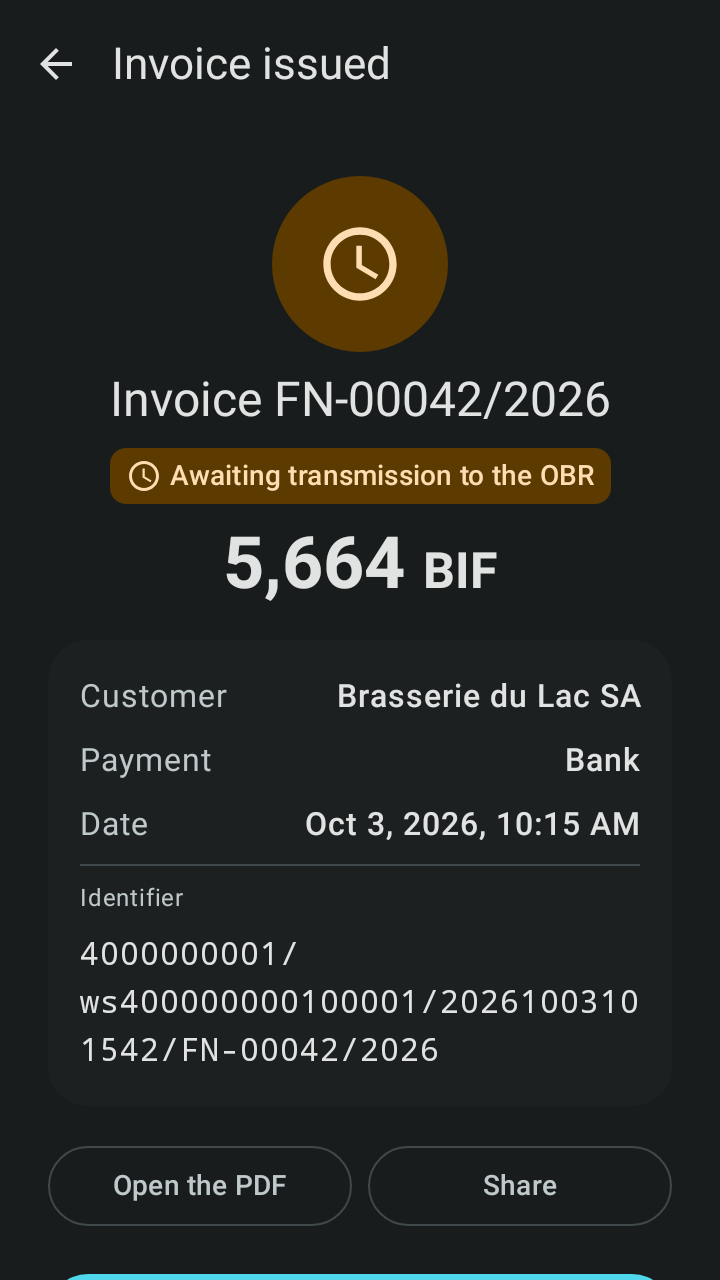 Invoice issued
Invoice FN-00042/2026
Awaiting transmission to the OBR
5,664 BIF
Customer Brasserie du Lac SA
Payment Bank
Date Oct 3, 2026, 10:15 AM
Identifier
4000000001/
ws400000000100001/2026100310
1542/FN-00042/2026
Open the PDF Share